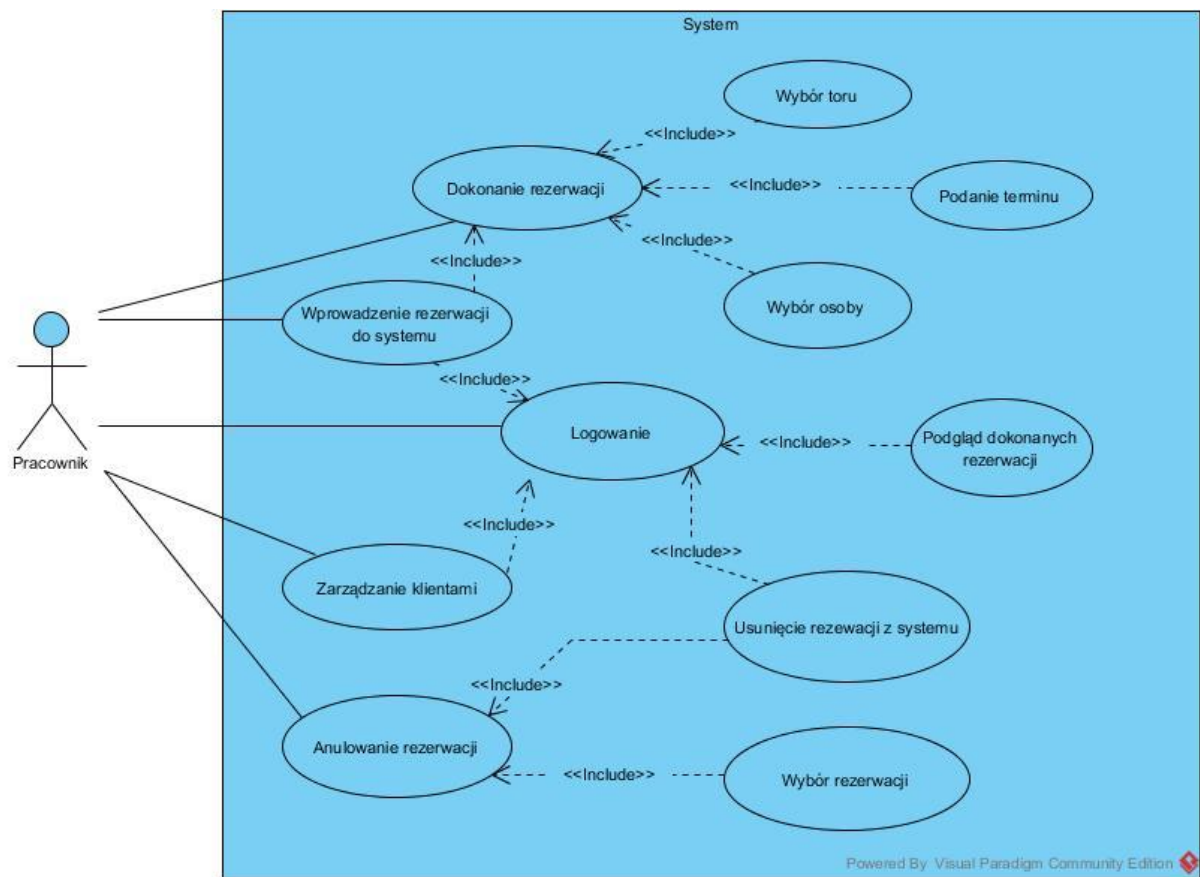 System
Wybór toru
<<Include>>
Dokonanie rezerwacji
<<Include>>
Podanie terminu
<<Include>>
<<Include>>
Wybór osoby
Wprowadzenie rezerwacji
do systemu
<<Include>>
Logowanie
<<Include>>
Podgląd dokonanych
rezerwacji
Pracownik
<<Include>>
<<Include>>
Zarządzanie klientami
Usunięcie rezewacji z systemu
<<Include>>
Anulowanie rezerwacji
<<Include>>
Wybór rezerwacji
Powered By Visual Paradigm Community Edition